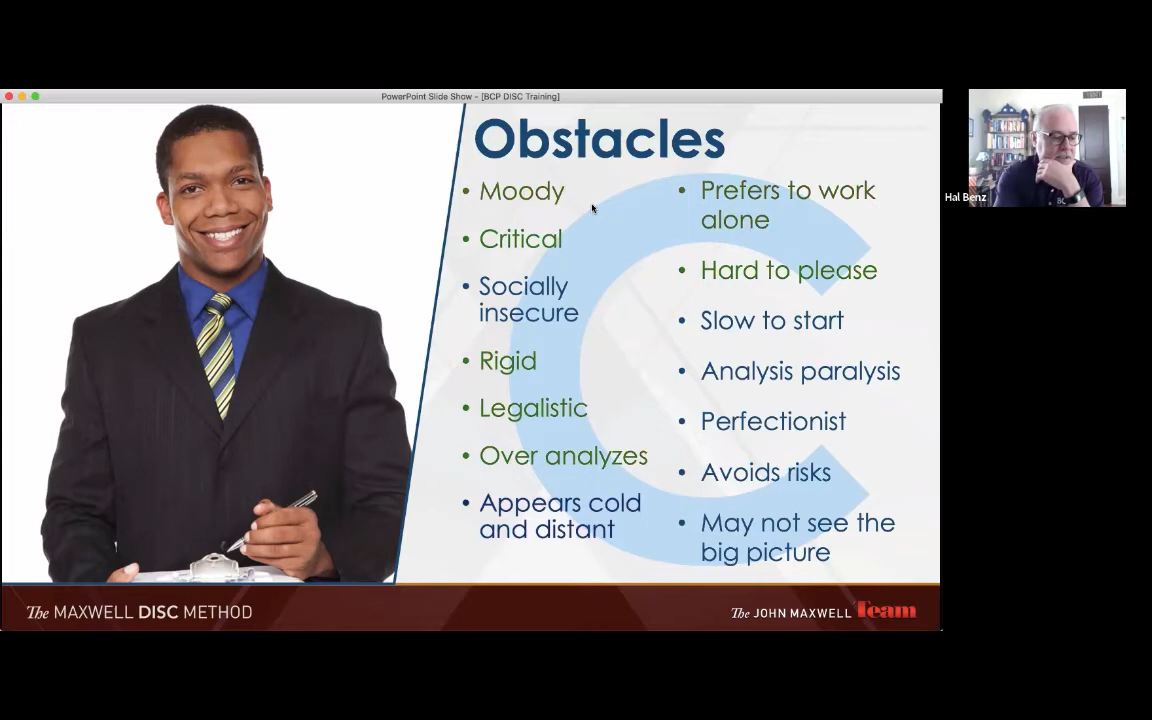 PowerPoint Slide Show - [BCP DISC Training]
Obstacles
• Moody
• Critical
• Socially
insecure
• Rigid
• Legalistic
• Over analyzes
• Appears cold
and distant
• Prefers to work
alone
• Hard to please
• Slow to start
• Analysis paralysis
• Perfectionist
• Avoids risks
• May not see the
big picture
C
The MAXWELL DISC METHOD
The JOHN MAXWELL Team
Hal Benz